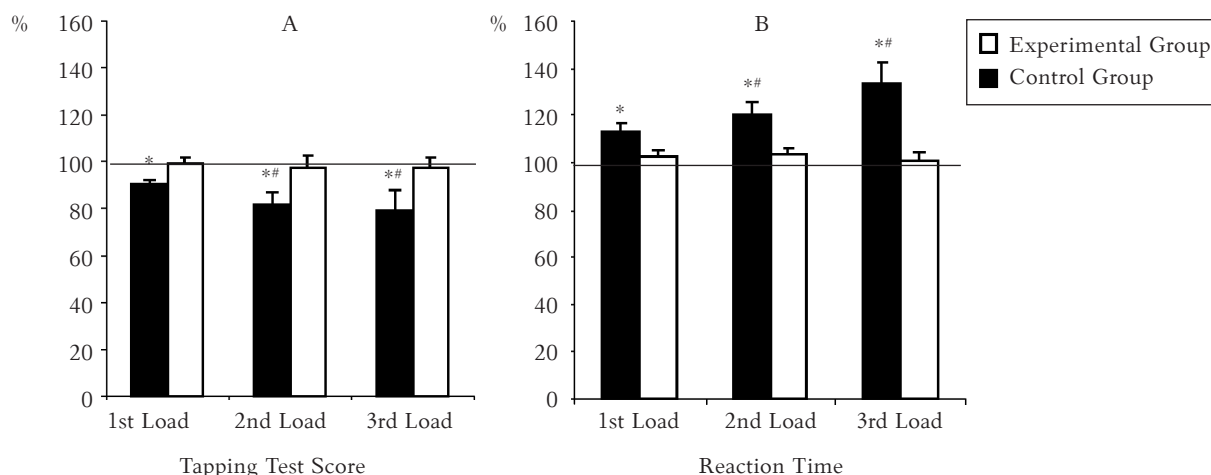 % 160 A
140
120
100
80
60
40
20
0
*
*#
*#
1st Load 2nd Load 3rd Load
Tapping Test Score
% 160 B
140
120
100
80
60
40
20
0
*
*#
*#
1st Load 2nd Load 3rd Load
Reaction Time
Experimental Group
Control Group